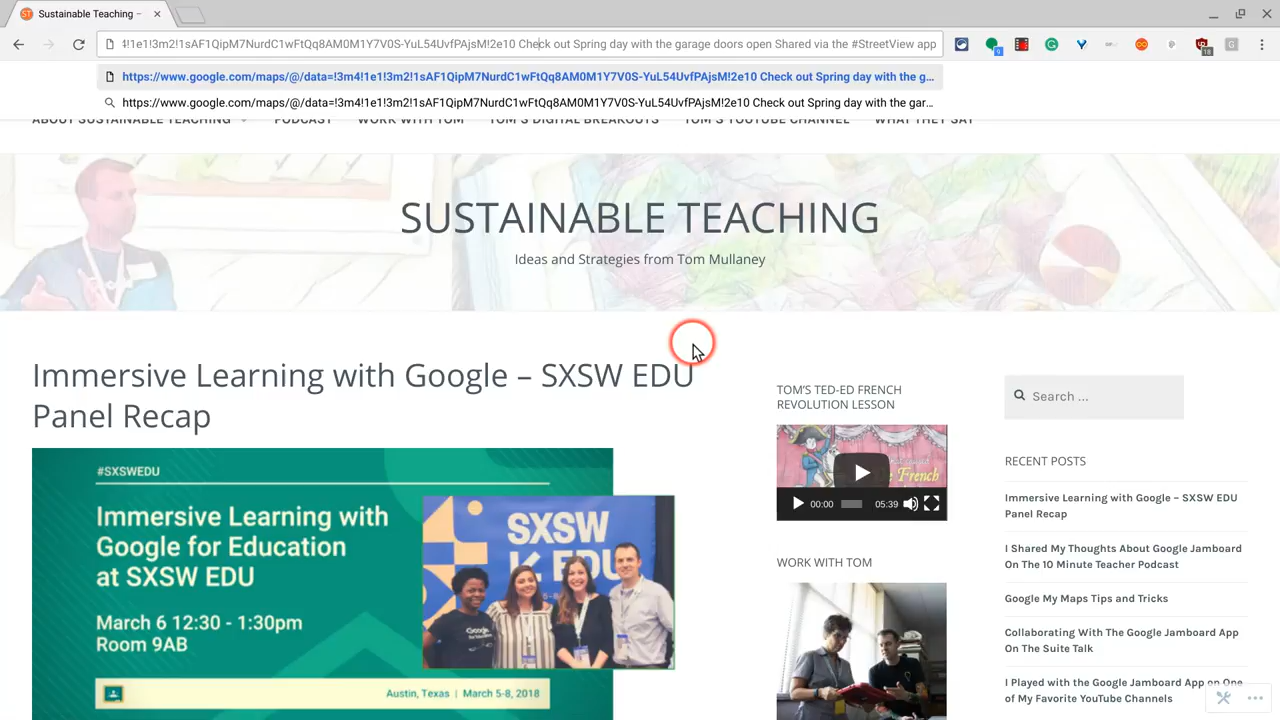 Sustainable Teaching –
4!1e1!3m2!1sAF1QipM7NurdC1wFtQq8AM0M1Y7V0S-YuL54UvfPAjsM!2e10 Check out Spring day with the garage doors open Shared via the #StreetView app
https://www.google.com/maps/@/data=!3m4!1e1!3m2!1sAF1QipM7NurdC1wFtQq8AM0M1Y7V0S-YuL54UvfPAjsM!2e10 Check out Spring day with the g...
https://www.google.com/maps/@/data=!3m4!1e1!3m2!1sAF1QipM7NurdC1wFtQq8AM0M1Y7V0S-YuL54UvfPAjsM!2e10 Check out Spring day with the gar...
ABOUT SUSTAINABLE TEACHING PODCAST WORK WITH TOM TOM'S DIGITAL BREAKOUTS TOM'S YOUTUBE CHANNEL WHAT THEY SAY
SUSTAINABLE TEACHING
Ideas and Strategies from Tom Mullaney
Immersive Learning with Google – SXSW EDU
Panel Recap
#SXSWEDU
Immersive Learning with
Google for Education
at SXSW EDU
March 6 12:30 - 1:30pm
Room 9AB
Austin, Texas | March 5-8, 2018
SXSW
EDU
Google
TOM'S TED-ED FRENCH
REVOLUTION LESSON
French
00:00 05:39
WORK WITH TOM
Search ...
RECENT POSTS
Immersive Learning with Google – SXSW EDU
Panel Recap
I Shared My Thoughts About Google Jamboard
On The 10 Minute Teacher Podcast
Google My Maps Tips and Tricks
Collaborating With The Google Jamboard App
On The Suite Talk
I Played with the Google Jamboard App on One
of My Favorite YouTube Channels